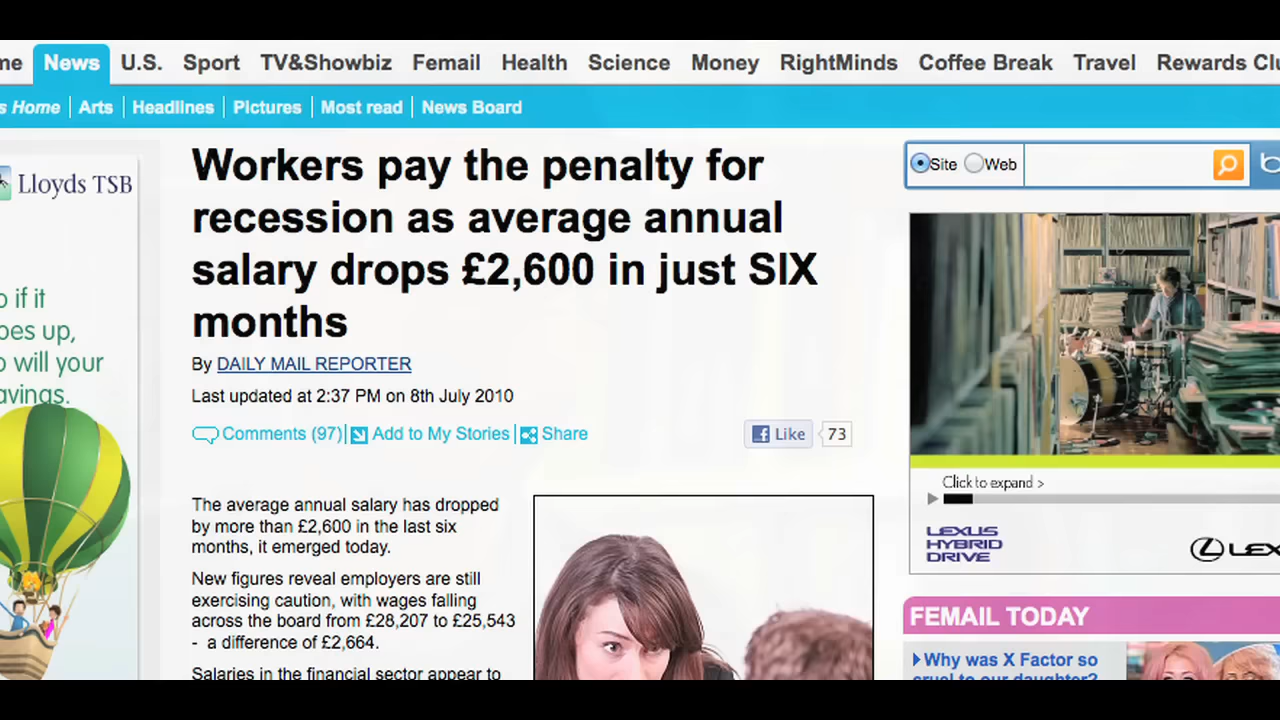 me News U.S. Sport TV&Showbiz Femail Health Science Money RightMinds Coffee Break Travel Rewards Clu
s Home Arts Headlines Pictures Most read News Board
Lloyds TSB
o if it
oes up,
o will your
avings.
Workers pay the penalty for
recession as average annual
salary drops £2,600 in just SIX
months
By DAILY MAIL REPORTER
Last updated at 2:37 PM on 8th July 2010
Comments (97) Add to My Stories Share
Like 73
The average annual salary has dropped
by more than £2,600 in the last six
months, it emerged today.
New figures reveal employers are still
exercising caution, with wages falling
across the board from £28,207 to £25,543
- a difference of £2,664.
Salaries in the financial sector appear to
Site Web
Click to expand >
LEXUS
HYBRID
DRIVE
LEX
FEMAIL TODAY
Why was X Factor so
cruel to our daughter?